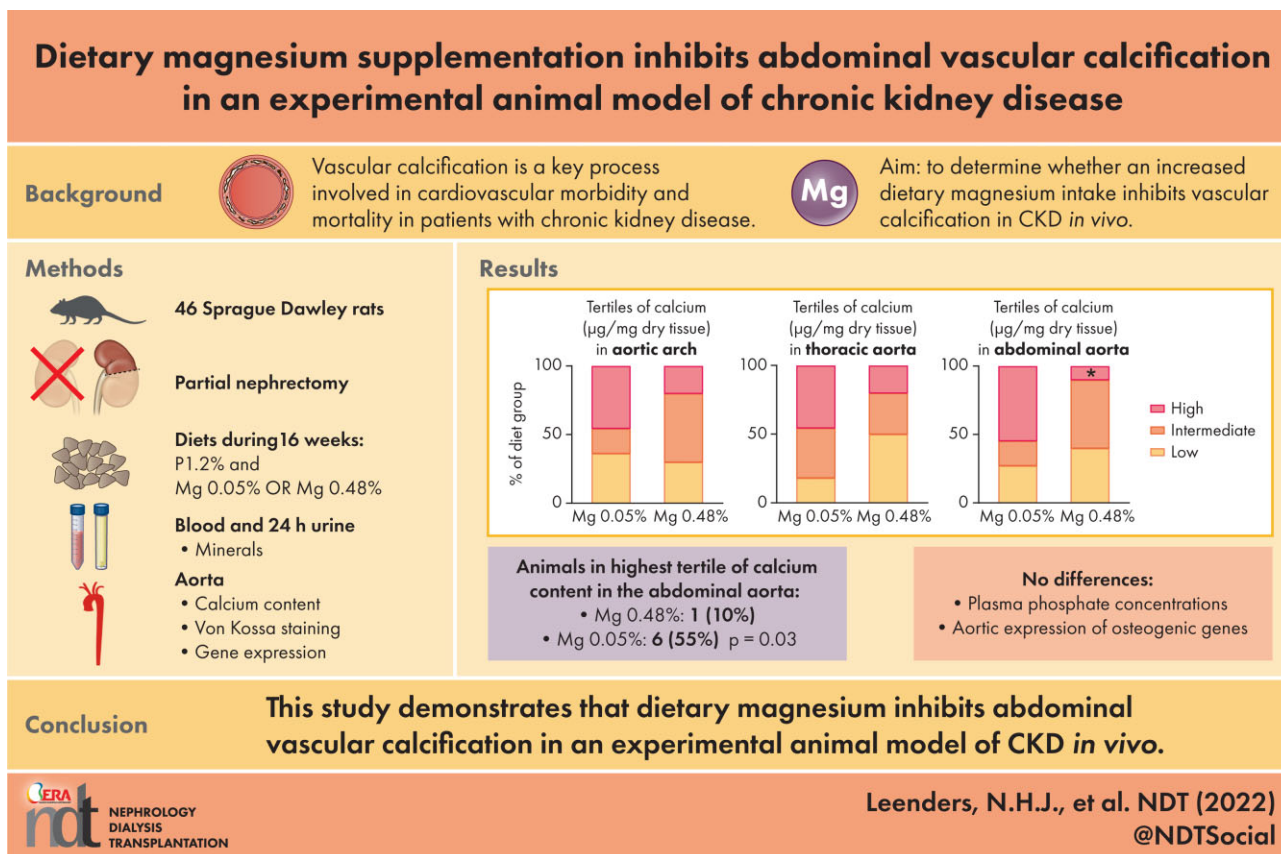 Dietary magnesium supplementation inhibits abdominal vascular calcification
in an experimental animal model of chronic kidney disease
Background
Vascular calcification is a key process
involved in cardiovascular morbidity and
mortality in patients with chronic kidney disease.
Mg
Aim: to determine whether an increased
dietary magnesium intake inhibits vascular
calcification in CKD in vivo.
Methods
46 Sprague Dawley rats
Partial nephrectomy
Diets during16 weeks:
P1.2% and
Mg 0.05% OR Mg 0.48%
Blood and 24 h urine
• Minerals
Aorta
• Calcium content
• Von Kossa staining
• Gene expression
Results
Tertiles of calcium
(µg/mg dry tissue)
in aortic arch
% of diet group
100
50
0
Mg 0.05% Mg 0.48%
Tertiles of calcium
(µg/mg dry tissue)
in thoracic aorta
100
50
0
Mg 0.05% Mg 0.48%
Tertiles of calcium
(µg/mg dry tissue)
in abdominal aorta
100
50
0
*
Mg 0.05% Mg 0.48%
High
Intermediate
Low
Animals in highest tertile of calcium
content in the abdominal aorta:
• Mg 0.48%: 1 (10%)
• Mg 0.05%: 6 (55%) p = 0.03
No differences:
• Plasma phosphate concentrations
• Aortic expression of osteogenic genes
Conclusion
This study demonstrates that dietary magnesium inhibits abdominal
vascular calcification in an experimental animal model of CKD in vivo.
ERA
ndt
NEPHROLOGY
DIALYSIS
TRANSPLANTATION
Leenders, N.H.J., et al. NDT (2022)
@NDTSocial